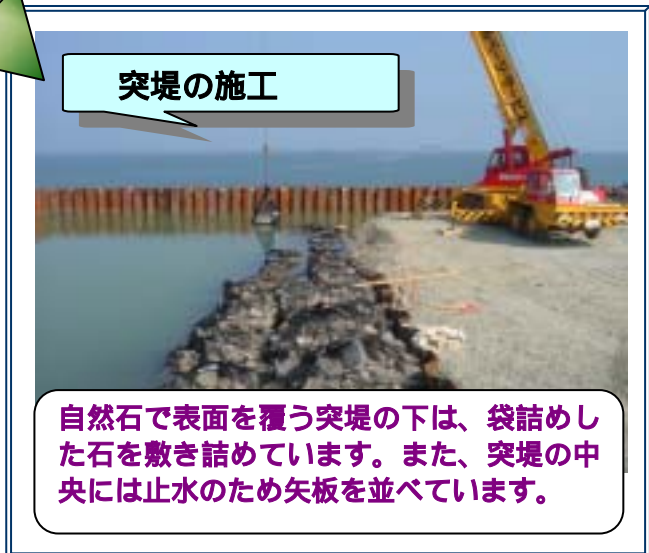 突堤の施工
自然石で表面を覆う突堤の下は、袋詰めし
た石を敷き詰めています。また、突堤の中
央には止水のため矢板を並べています。